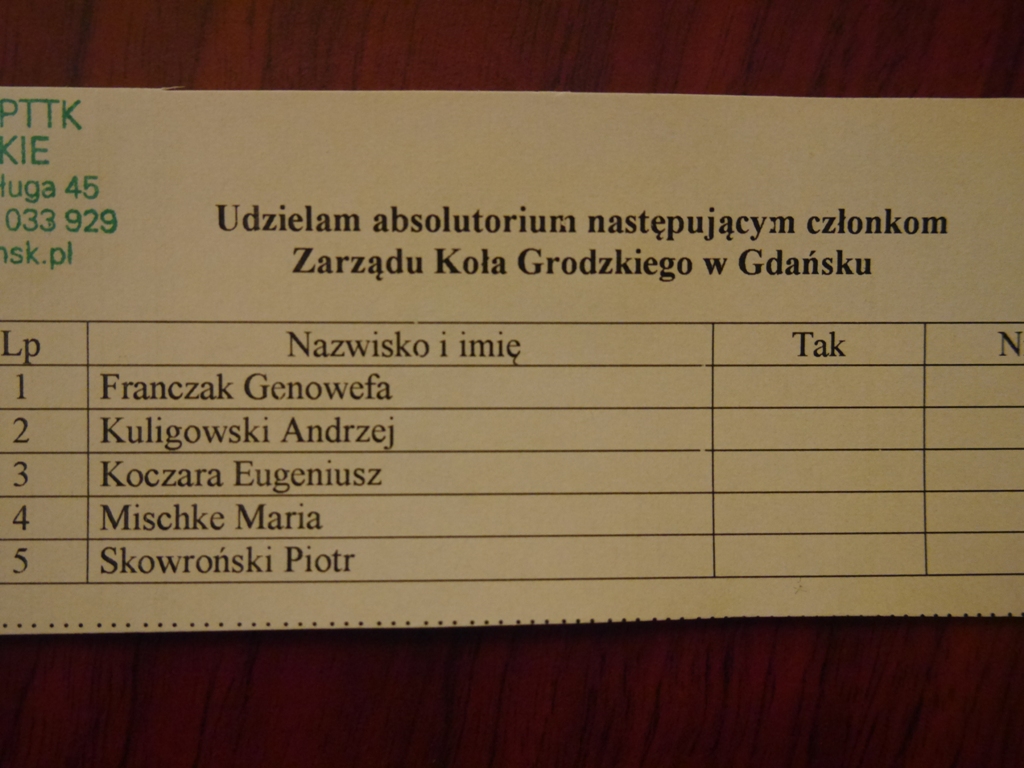 PTTK
KIE
ługa 45
033 929
nsk.pl
Udzielam absolutorium następującym członkom
Zarządu Koła Grodzkiego w Gdańsku
Lp Nazwisko i imię Tak N
1 Franczak Genowefa
2 Kuligowski Andrzej
3 Koczara Eugeniusz
4 Mischke Maria
5 Skowroński Piotr